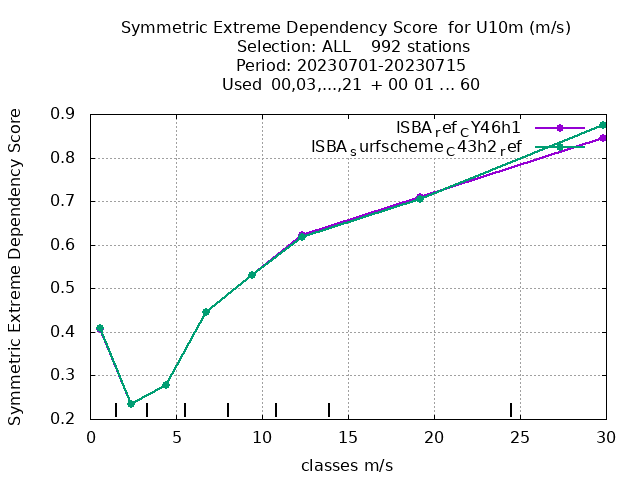 Symmetric Extreme Dependency Score  for U10m (m/s)
Selection: ALL    992 stations
Period: 20230701-20230715
Used  00,03,...,21  + 00 01 ... 60
Symmetric Extreme Dependency Score
0.9
0.8
0.7
0.6
0.5
0.4
0.3
0.2
ISBAref_CY46h1
ISBAsurfscheme_C43h2_ref
0 5 10 15 20 25 30
classes m/s